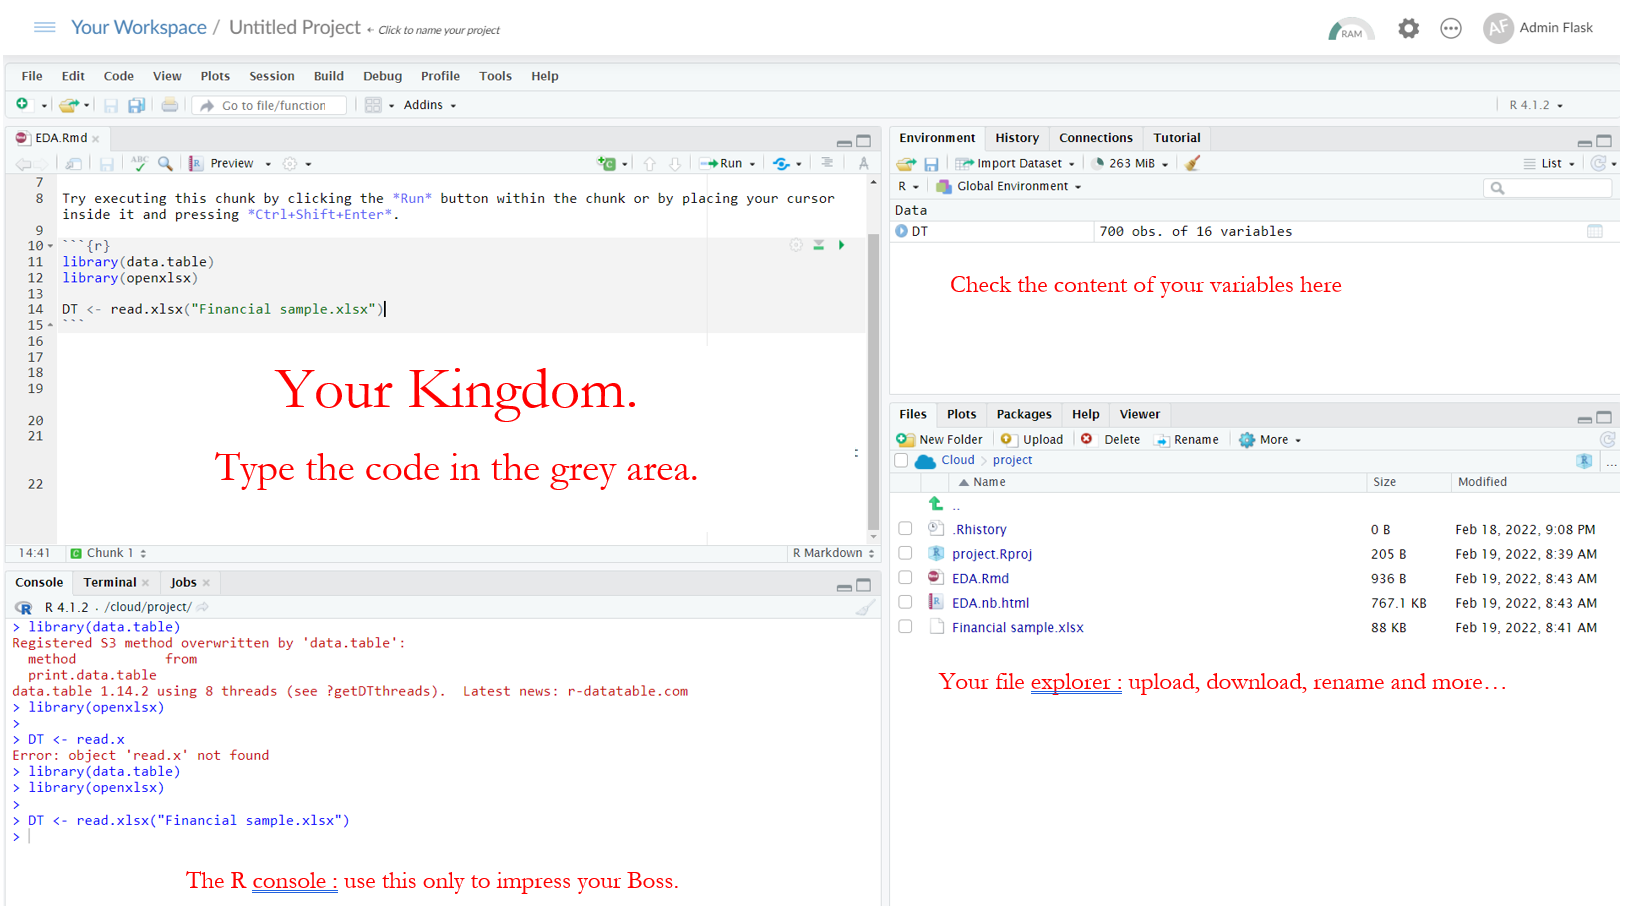 Your Workspace / Untitled Project ← Click to name your project
RAM
AF Admin Flask
File Edit Code View Plots Session Build Debug Profile Tools Help
Go to file/function Addins R 4.1.2
EDA.Rmd
ABC Preview Run
7
8 Try executing this chunk by clicking the *Run* button within the chunk or by placing your cursor
inside it and pressing *Ctrl+Shift+Enter*.
9
10 ```{r}
11 library(data.table)
12 library(openxlsx)
13
14 DT <- read.xlsx("Financial sample.xlsx")
15 ```
16
17
18
19
20
21
22
Your Kingdom.
Type the code in the grey area.
14:41 C Chunk 1 R Markdown
Console Terminal Jobs
R 4.1.2 . /cloud/project/
> library(data.table)
Registered S3 method overwritten by 'data.table':
method from
print.data.table
data.table 1.14.2 using 8 threads (see ?getDTthreads). Latest news: r-datatable.com
> library(openxlsx)
>
> DT <- read.x
Error: object 'read.x' not found
> library(data.table)
> library(openxlsx)
>
> DT <- read.xlsx("Financial sample.xlsx")
>
The R console : use this only to impress your Boss.
Environment History Connections Tutorial
Import Dataset 263 MiB List
R Global Environment
Data
DT 700 obs. of 16 variables
Check the content of your variables here
Files Plots Packages Help Viewer
New Folder Upload Delete Rename More
Cloud project R ...
Name Size Modified
..
.Rhistory 0 B Feb 18, 2022, 9:08 PM
project.Rproj 205 B Feb 19, 2022, 8:39 AM
EDA.Rmd 936 B Feb 19, 2022, 8:43 AM
EDA.nb.html 767.1 KB Feb 19, 2022, 8:43 AM
Financial sample.xlsx 88 KB Feb 19, 2022, 8:41 AM
Your file explorer : upload, download, rename and more…